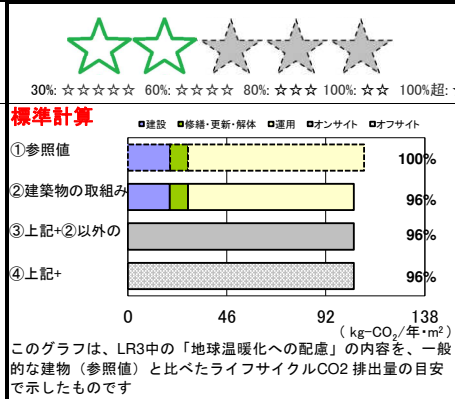 30%: ☆☆☆☆☆ 60%: ☆☆☆☆ 80%: ☆☆☆ 100%: ☆☆ 100%超:
標準計算
建設 修繕・更新・解体 運用 オンサイト オフサイト
①参照値 100%
②建築物の取組み 96%
③上記+②以外の 96%
④上記+ 96%
0 46 92 138
( kg-CO2/年・m2 )
このグラフは、LR3中の「地球温暖化への配慮」の内容を、一般
的な建物（参照値）と比べたライフサイクルCO2 排出量の目安
で示したものです